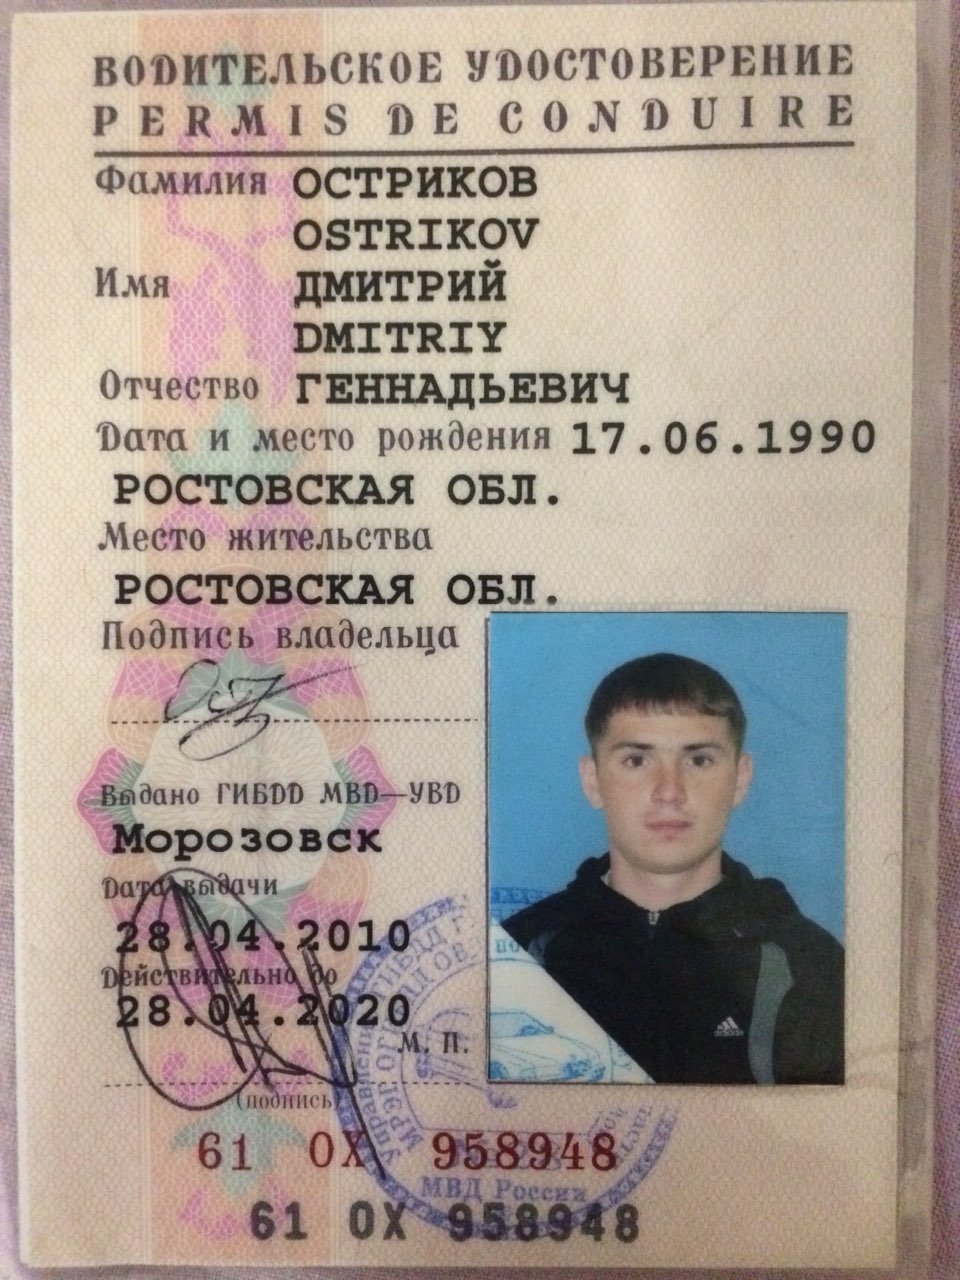 ВОДИТЕЛЬСКОЕ УДОСТОВЕРЕНИЕ
PERMIS DE CONDUIRE
Фамилия ОСТРИКОВ
OSTRIKOV
Имя ДМИТРИЙ
DMITRIY
Отчество ГЕННАДЬЕВИЧ
Дата и место рождения 17.06.1990
РОСТОВСКАЯ ОБЛ.
Место жительства
РОСТОВСКАЯ ОБЛ.
Подпись владельца
Выдано ГИБДД МВД—УВД
Морозовск
Дата выдачи
28.04.2010
Действительно до
28.04.2020
М. П.
(подпись)
adidas
61 ОХ 958948
МВД России
61 ОХ 958948